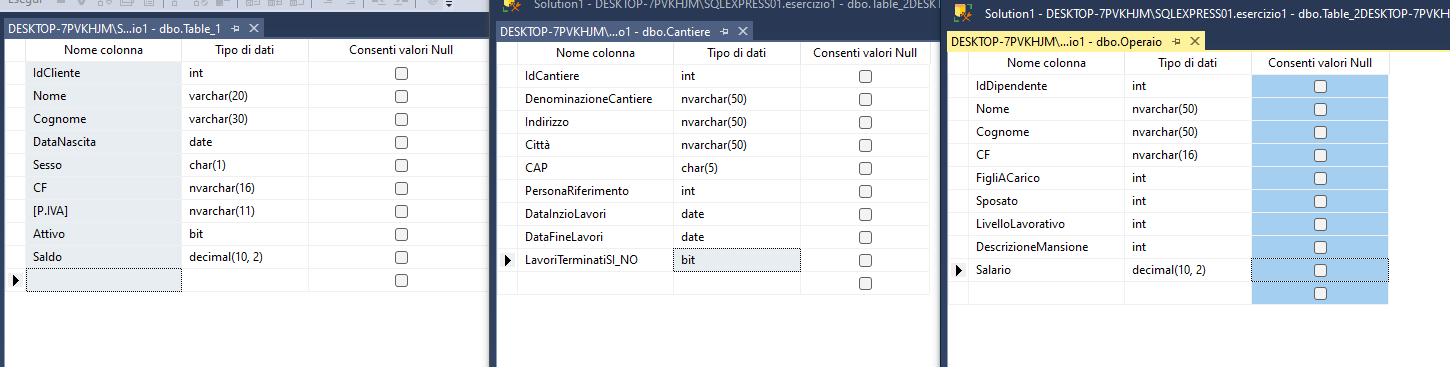 Eseguir
DESKTOP-7PVKHJM\S...io1 - dbo.Table_1
Nome colonna Tipo di dati Consenti valori Null
IdCliente int
Nome varchar(20)
Cognome varchar(30)
DataNascita date
Sesso char(1)
CF nvarchar(16)
[P.IVA] nvarchar(11)
Attivo bit
Saldo decimal(10, 2)
Solution1 - DESKTOP-7PVKHJM\SQLEXPRESS01.esercizio1 - dbo.Table_2DESKTOP-7PVKHJM\SQLEXPRESS01
DESKTOP-7PVKHJM\...o1 - dbo.Cantiere
Nome colonna Tipo di dati Consenti valori Null
IdCantiere int
DenominazioneCantiere nvarchar(50)
Indirizzo nvarchar(50)
Città nvarchar(50)
CAP char(5)
PersonaRiferimento int
DataInzioLavori date
DataFineLavori date
LavoriTerminatiSI_NO bit
Solution1 - DESKTOP-7PVKHJM\SQLEXPRESS01.esercizio1 - dbo.Table_2DESKTOP-7PVKHJM
DESKTOP-7PVKHJM\...io1 - dbo.Operaio
Nome colonna Tipo di dati Consenti valori Null
IdDipendente int
Nome nvarchar(50)
Cognome nvarchar(50)
CF nvarchar(16)
FigliACarico int
Sposato int
LivelloLavorativo int
DescrizioneMansione int
Salario decimal(10, 2)